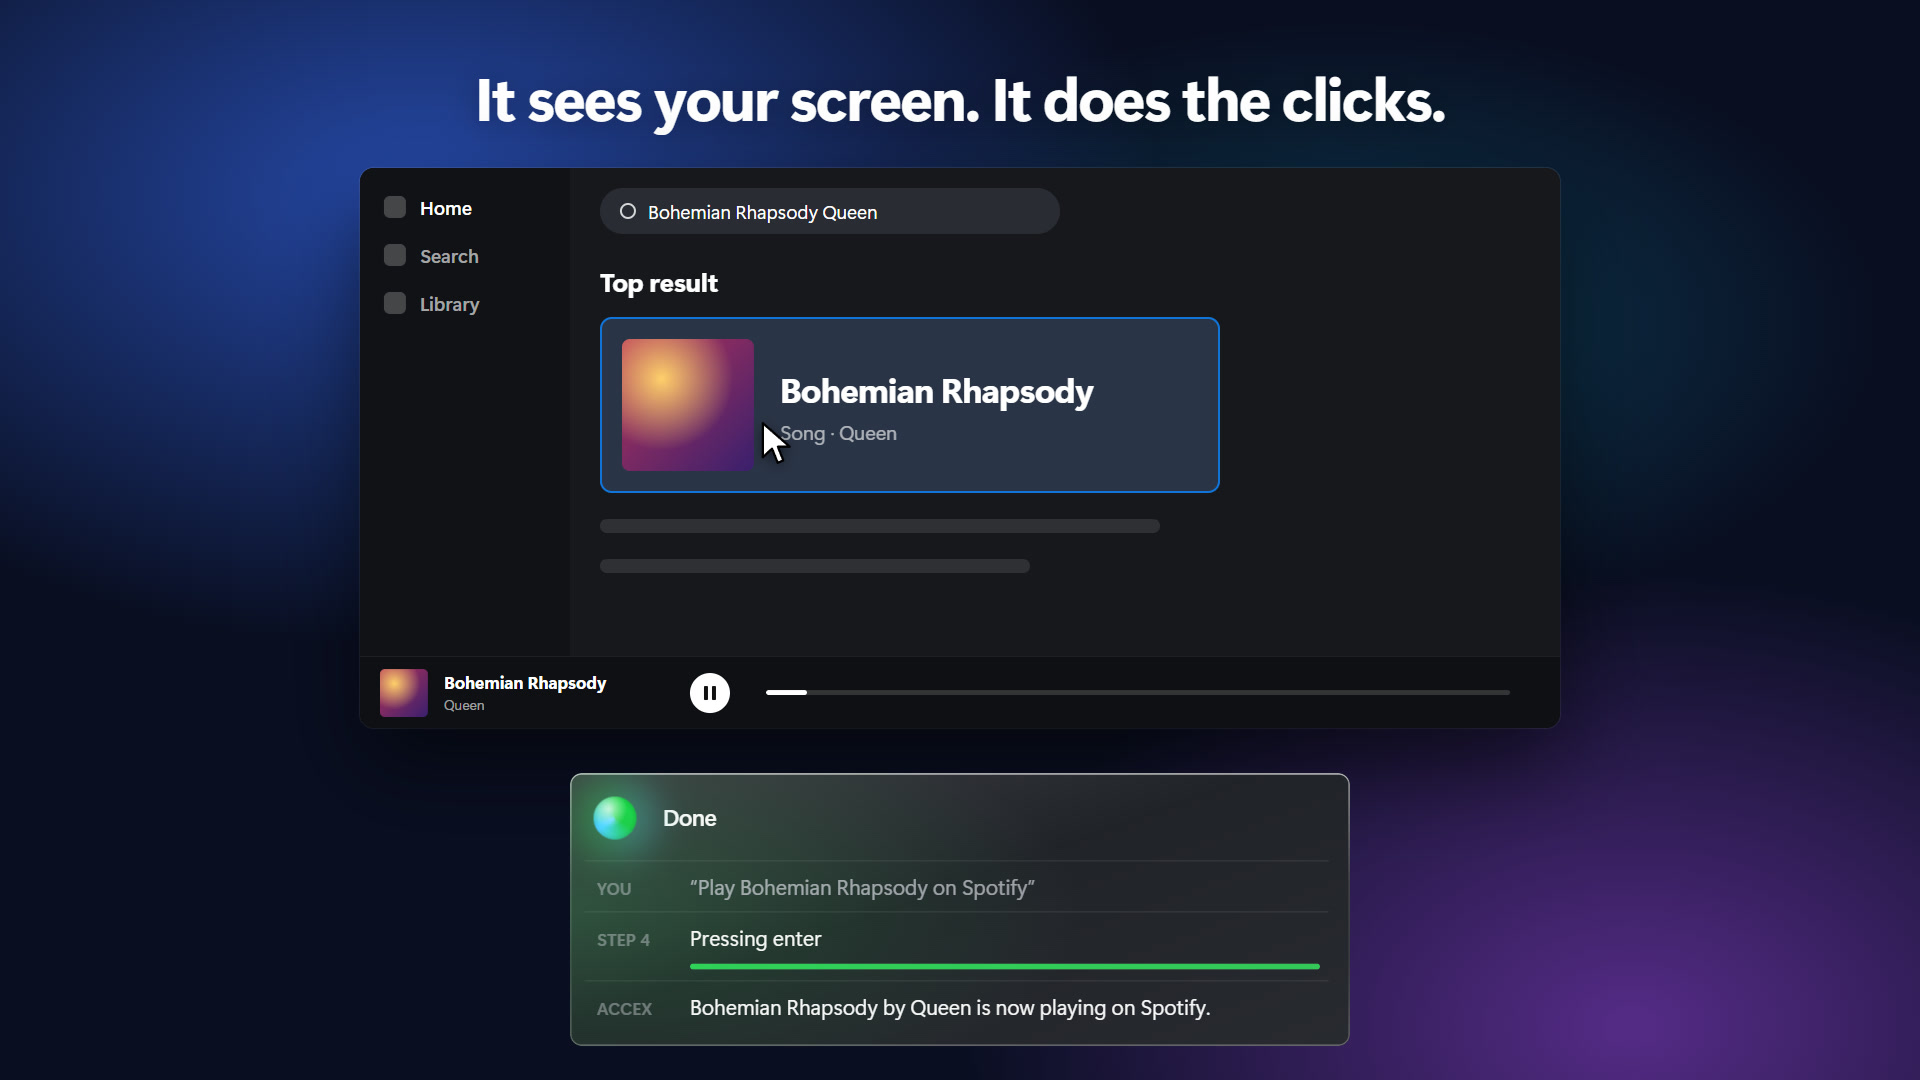 It sees your screen. It does the clicks.
Home
Search
Library
Bohemian Rhapsody Queen
Top result
Bohemian Rhapsody
Song · Queen
Bohemian Rhapsody
Queen
Done
YOU “Play Bohemian Rhapsody on Spotify”
STEP 4 Pressing enter
ACCEX Bohemian Rhapsody by Queen is now playing on Spotify.